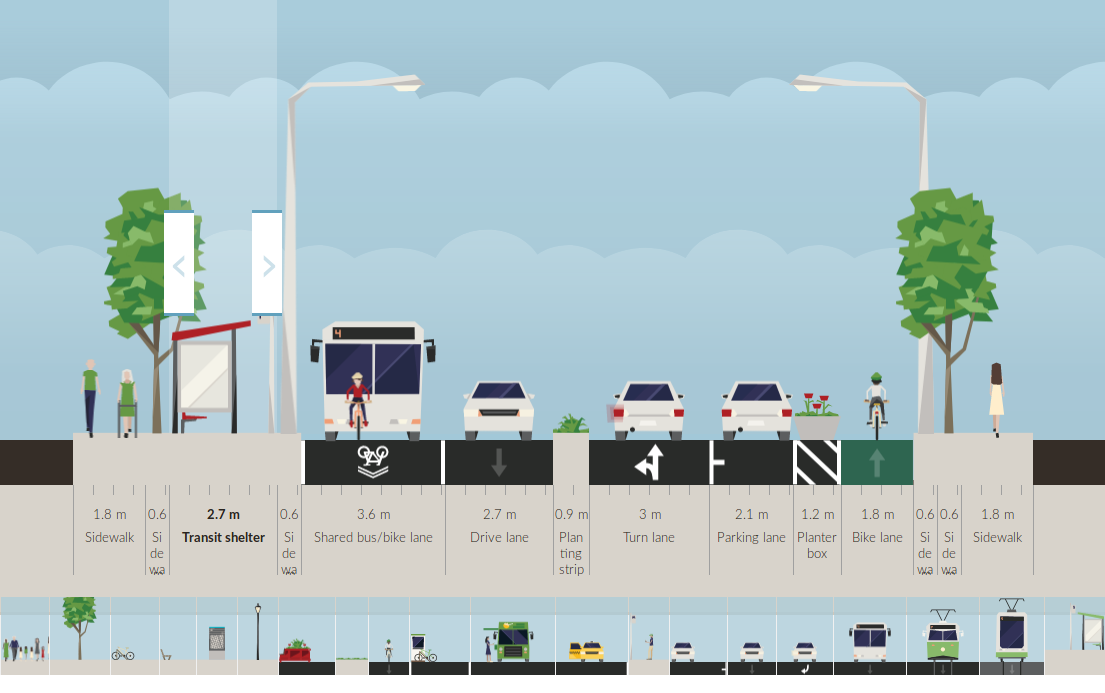 4
1.8 m
0.6
2.7 m
0.6
3.6 m
2.7 m
0.9 m
3 m
2.1 m
1.2 m
1.8 m
0.6
0.6
1.8 m
Sidewalk
Si
de
wa
Transit shelter
Si
de
wa
Shared bus/bike lane
Drive lane
Plan
ting
strip
Turn lane
Parking lane
Planter
box
Bike lane
Si
de
wa
Si
de
wa
Sidewalk